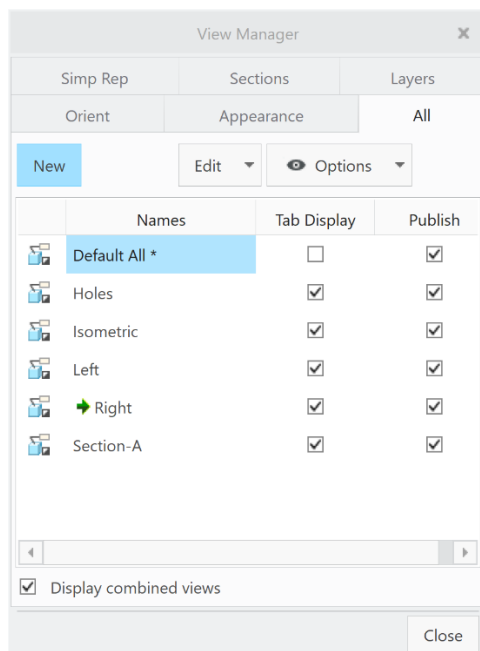 View Manager
Simp Rep Sections Layers
Orient Appearance All
New Edit Options
Names Tab Display Publish
Default All *
Holes
Isometric
Left
Right
Section-A
Display combined views
Close